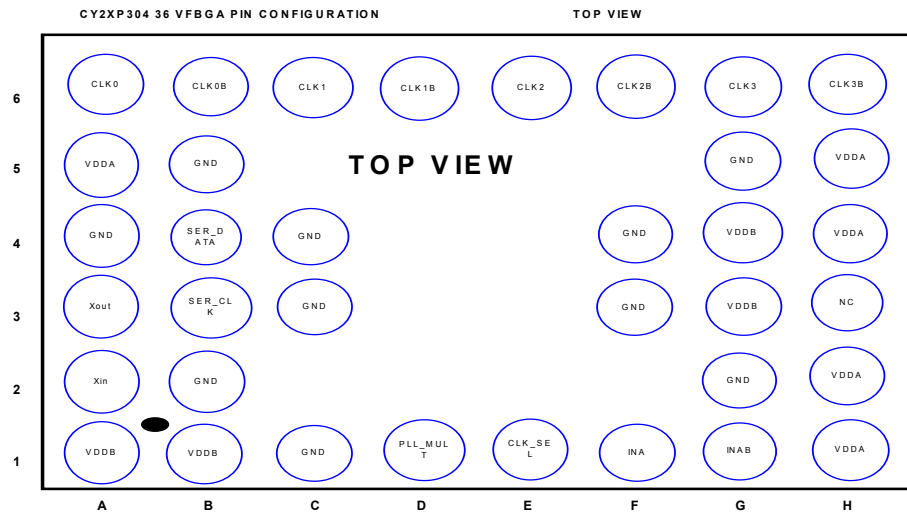 CY2XP304 36 VFBGA PIN CONFIGURATION TOP VIEW
6 CLK0 CLK0B CLK1 CLK1B CLK2 CLK2B CLK3 CLK3B
TOP VIEW
5 VDDA GND GND VDDA
4 GND SER_D
ATA GND GND VDDB VDDA
3 Xout SER_CL
K GND GND VDDB NC
2 Xin GND GND VDDA
1 VDDB VDDB GND PLL_MUL
T CLK_SE
L INA INAB VDDA
A B C D E F G H